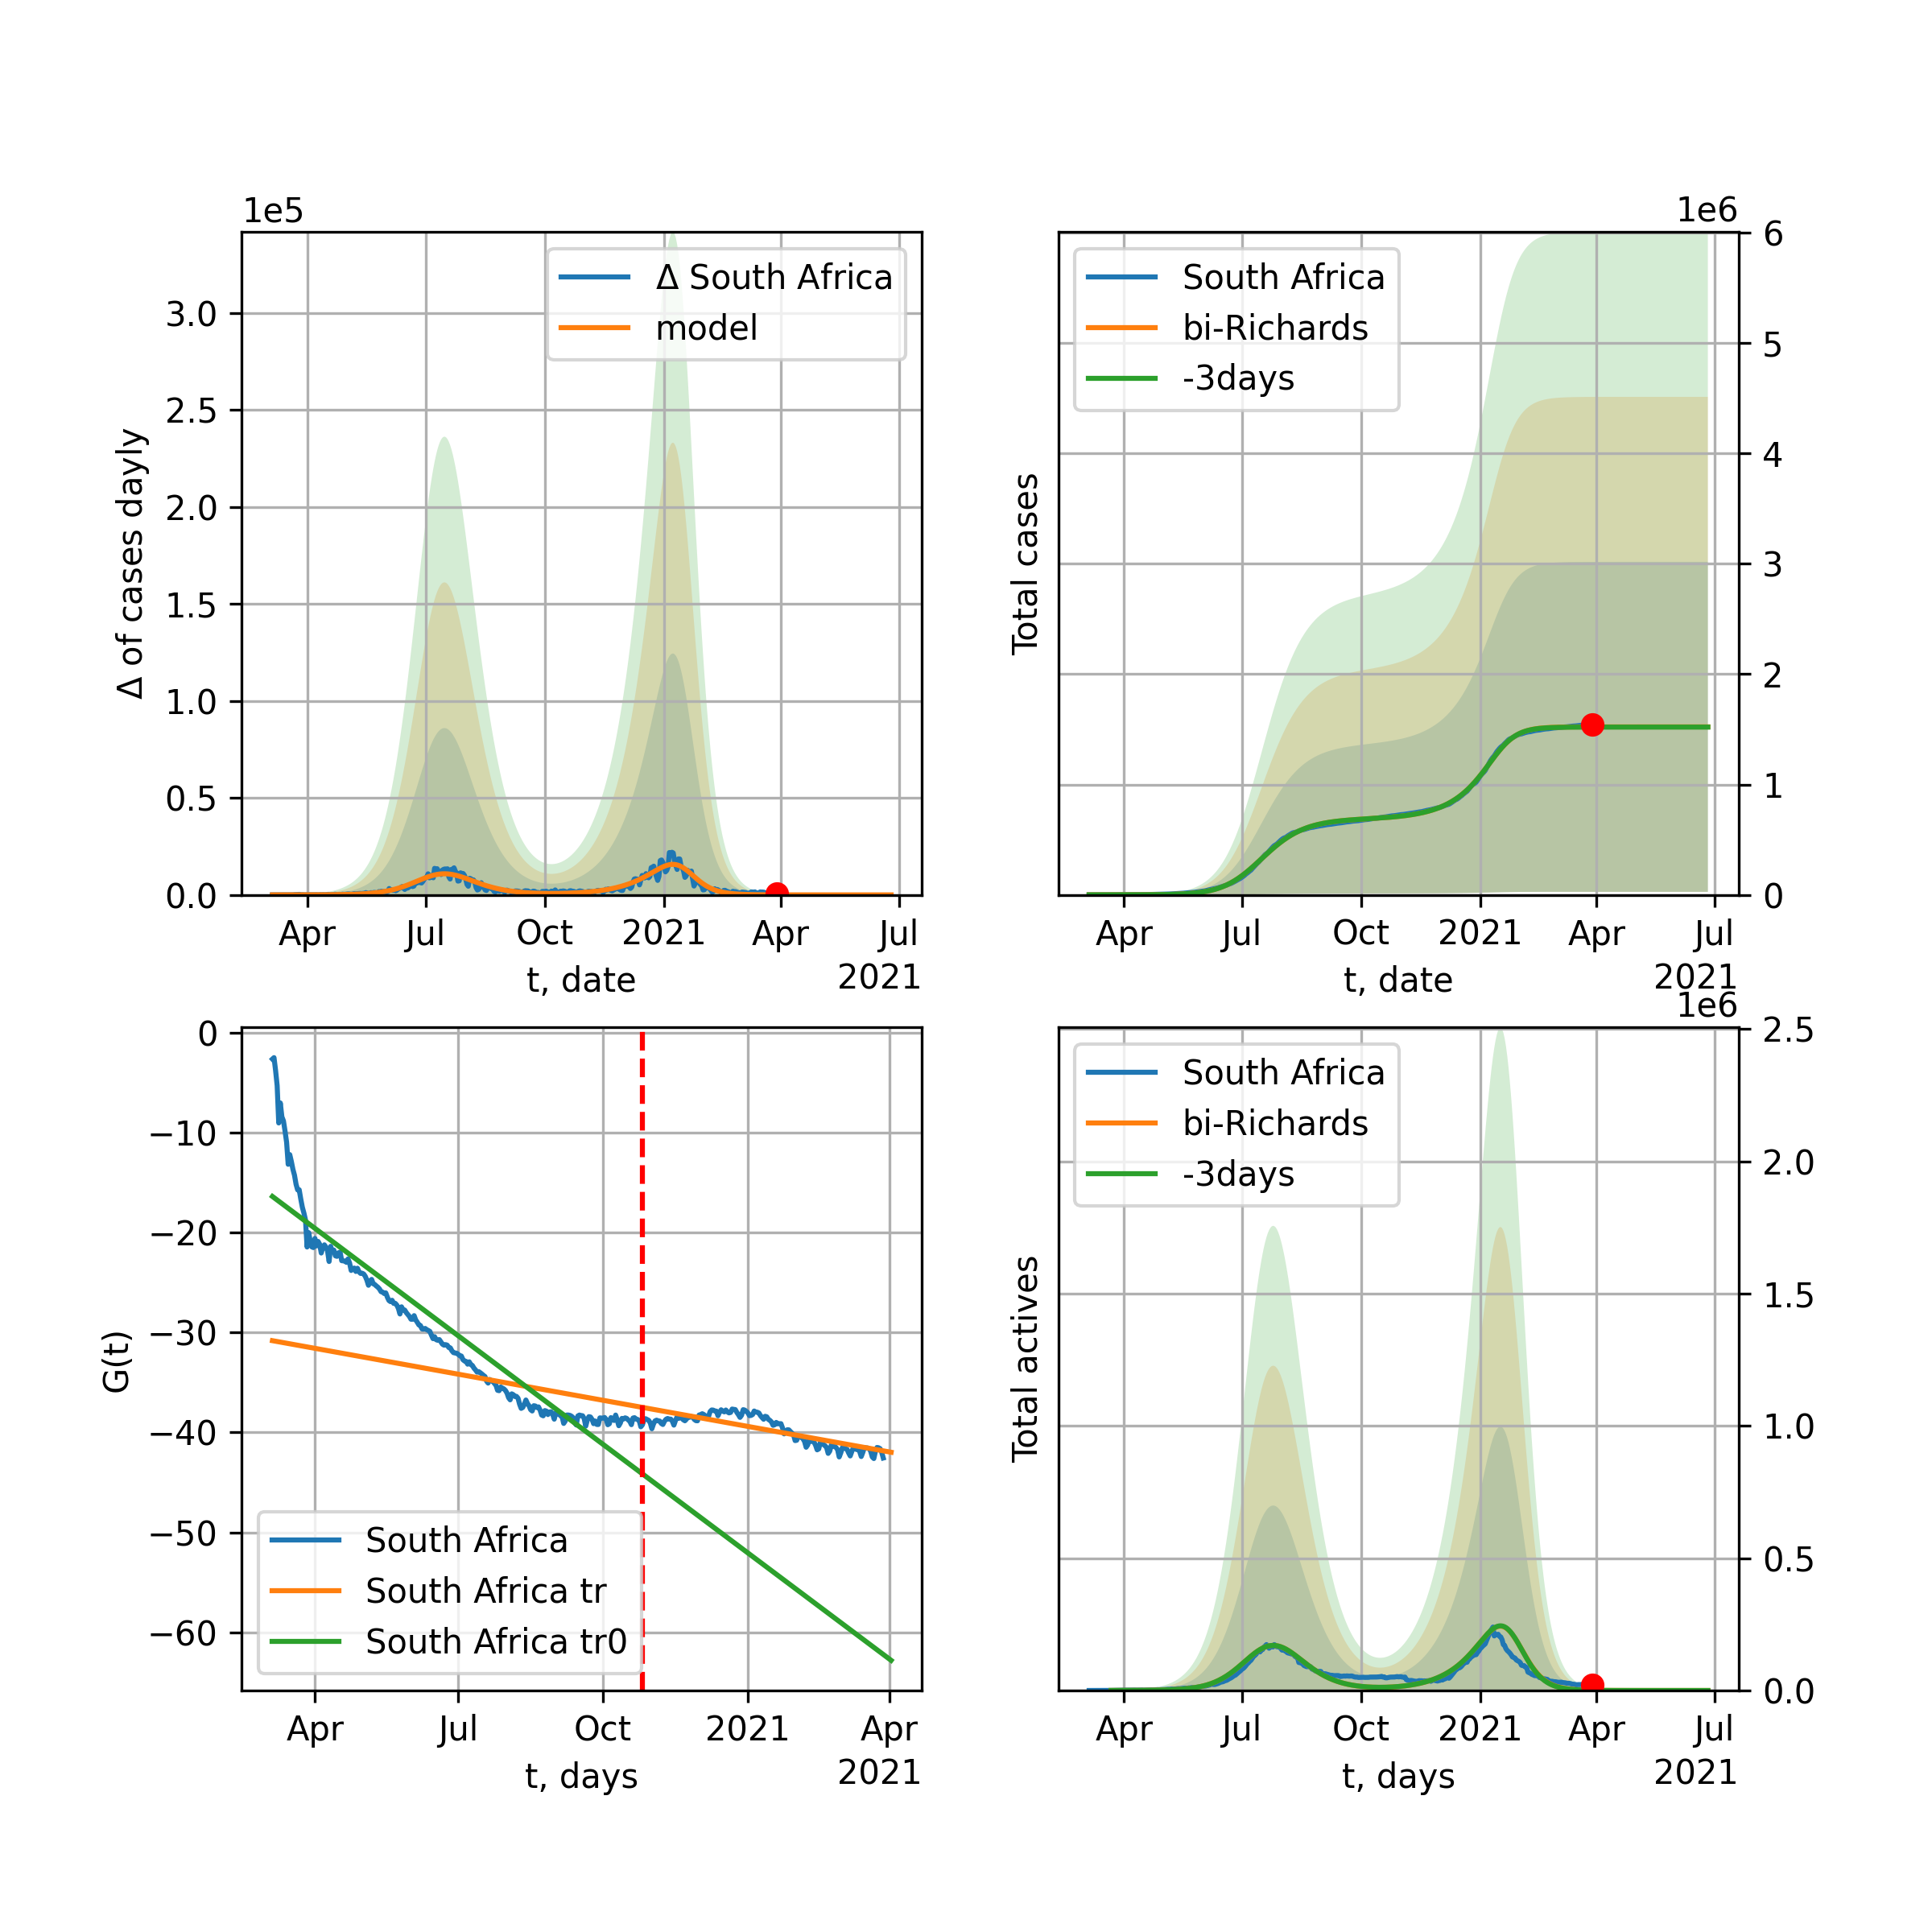 1e5
Δ of cases dayly
3.0
2.5
2.0
1.5
1.0
0.5
0.0
Δ South Africa
model
Apr Jul Oct 2021 Apr Jul
t, date 2021
1e6
Total cases
South Africa
bi-Richards
-3days
6
5
4
3
2
1
0
Apr Jul Oct 2021 Apr Jul
t, date 2021
G(t)
0
−10
−20
−30
−40
−50
−60
South Africa
South Africa tr
South Africa tr0
Apr Jul Oct 2021 Apr
t, days 2021
1e6
Total actives
South Africa
bi-Richards
-3days
2.5
2.0
1.5
1.0
0.5
0.0
Apr Jul Oct 2021 Apr Jul
t, days 2021